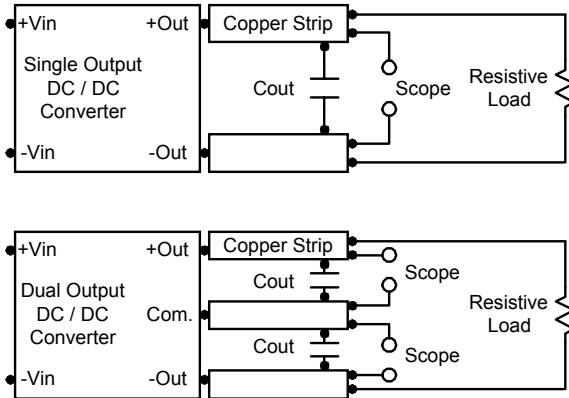 +Vin
+Out
Copper Strip
Single Output
DC / DC
Converter
Cout
Scope
Resistive
Load
-Vin
-Out
+Vin
+Out
Copper Strip
Scope
Cout
Dual Output
DC / DC
Converter
Com.
Resistive
Load
Cout
Scope
-Vin
-Out